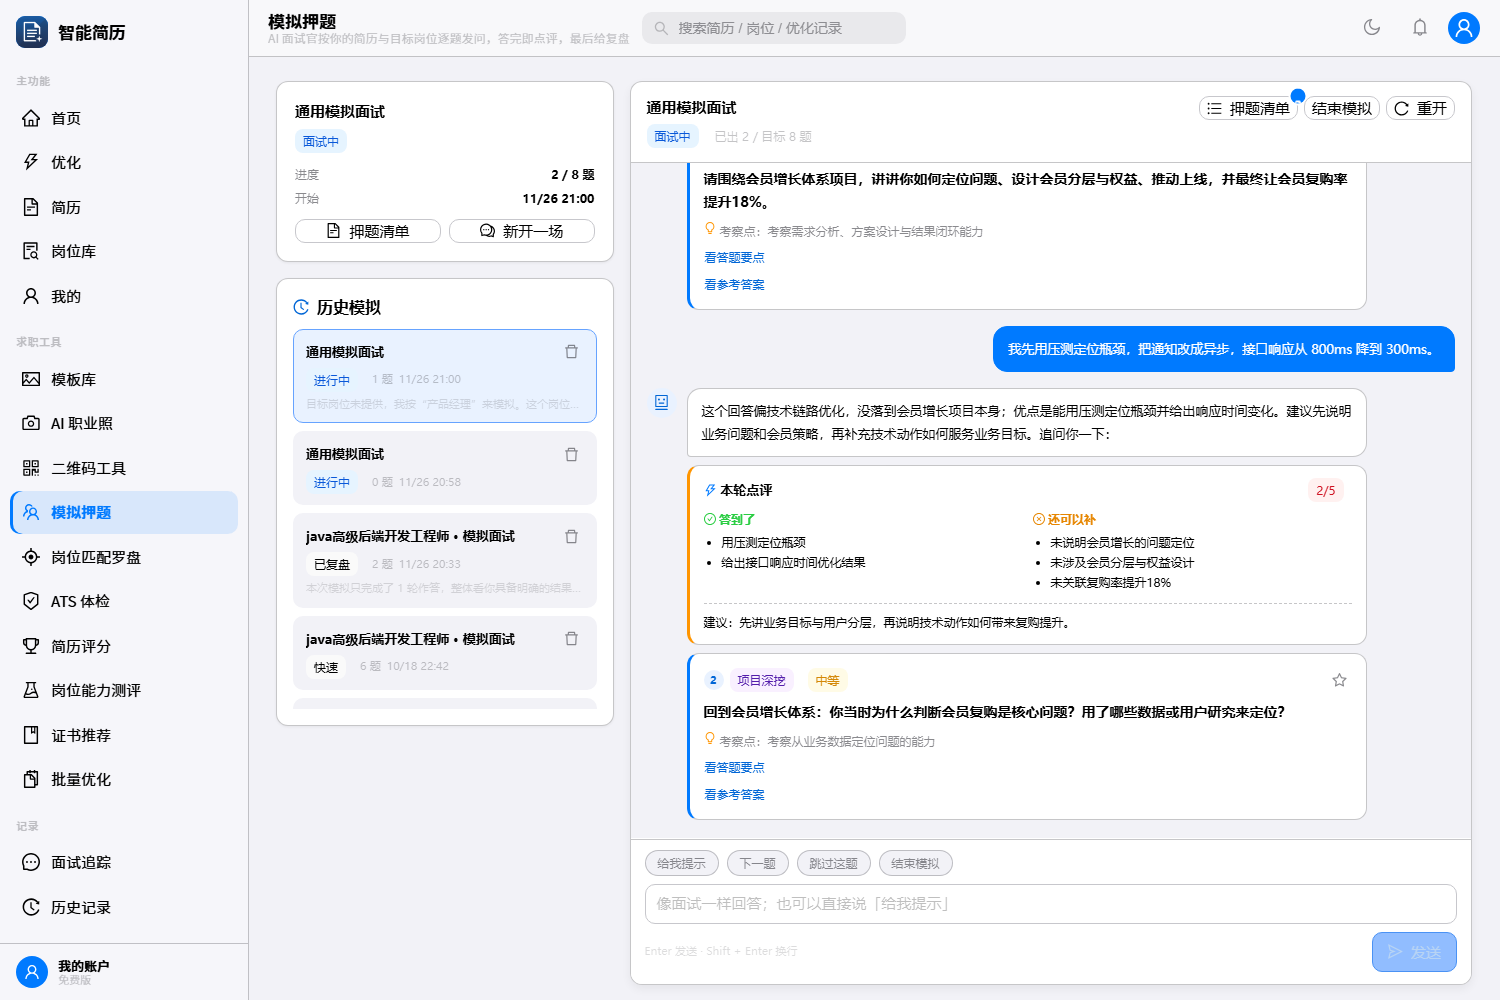 智能简历
主功能
首页
优化
简历
岗位库
我的
求职工具
模板库
AI 职业照
二维码工具
模拟押题
岗位匹配罗盘
ATS 体检
简历评分
岗位能力测评
证书推荐
批量优化
记录
面试追踪
历史记录
我的账户
免费版
模拟押题
AI 面试官按你的简历与目标岗位逐题发问，答完即点评，最后给复盘
搜索简历 / 岗位 / 优化记录
通用模拟面试
面试中
进度 2 / 8 题
开始 11/26 21:00
押题清单 新开一场
历史模拟
通用模拟面试
进行中 1 题 11/26 21:00
目标岗位未提供，我按“产品经理”来模拟。这个岗位...
通用模拟面试
进行中 0 题 11/26 20:58
java高级后端开发工程师 • 模拟面试
已复盘 2 题 11/26 20:33
本次模拟只完成了 1 轮作答，整体看你具备明确的结果...
java高级后端开发工程师 • 模拟面试
快速 6 题 10/18 22:42
通用模拟面试
面试中 已出 2 / 目标 8 题
押题清单 结束模拟 重开
请围绕会员增长体系项目，讲讲你如何定位问题、设计会员分层与权益、推动上线，并最终让会员复购率
提升18%。
考察点：考察需求分析、方案设计与结果闭环能力
看答题要点
看参考答案
我先用压测定位瓶颈，把通知改成异步，接口响应从 800ms 降到 300ms。
这个回答偏技术链路优化，没落到会员增长项目本身；优点是能用压测定位瓶颈并给出响应时间变化。建议先说明
业务问题和会员策略，再补充技术动作如何服务业务目标。追问你一下：
本轮点评 2/5
答到了
• 用压测定位瓶颈
• 给出接口响应时间优化结果
还可以补
• 未说明会员增长的问题定位
• 未涉及会员分层与权益设计
• 未关联复购率提升18%
建议：先讲业务目标与用户分层，再说明技术动作如何带来复购提升。
2 项目深挖 中等
回到会员增长体系：你当时为什么判断会员复购是核心问题？用了哪些数据或用户研究来定位？
考察点：考察从业务数据定位问题的能力
看答题要点
看参考答案
给我提示 下一题 跳过这题 结束模拟
像面试一样回答；也可以直接说「给我提示」
Enter 发送 · Shift + Enter 换行
发送